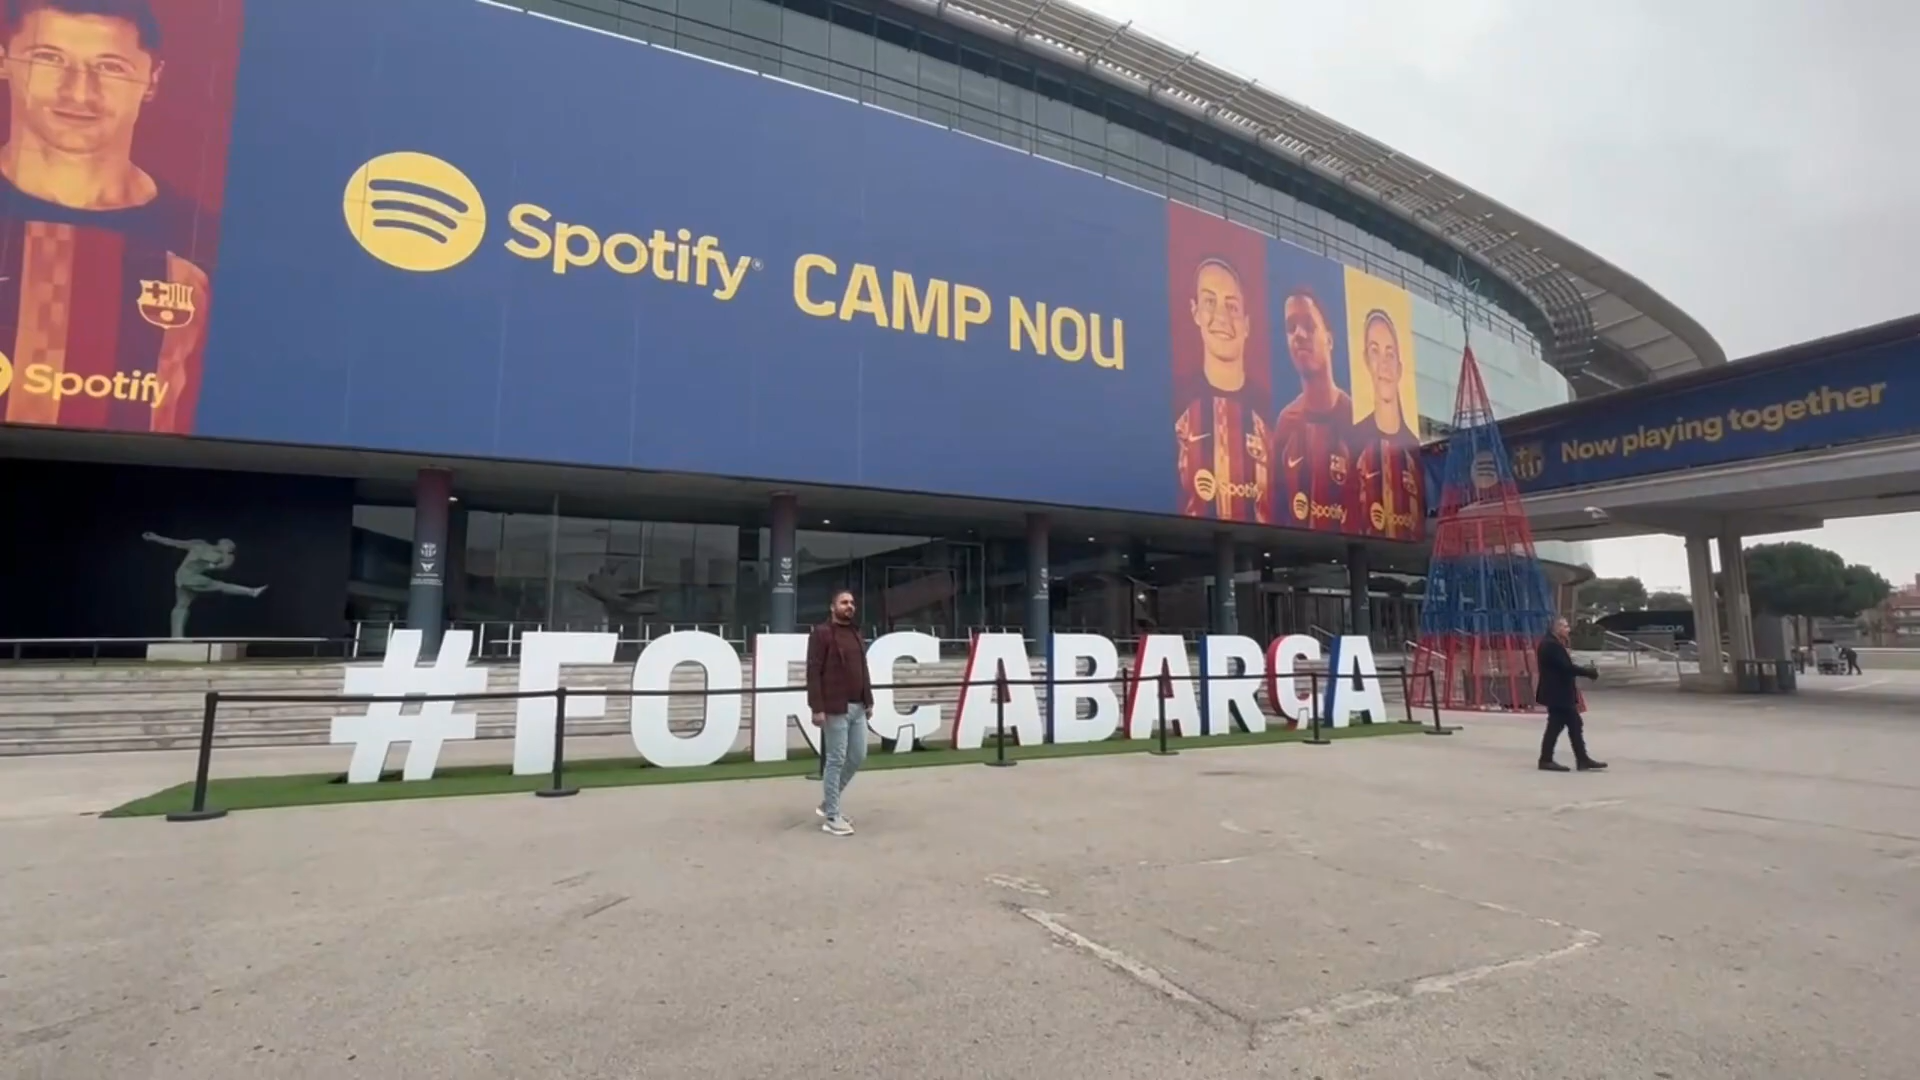 Spotify CAMP NOU
Spotify
Spotify
Spotify
Spotify
Now playing together
#FORÇABARÇA